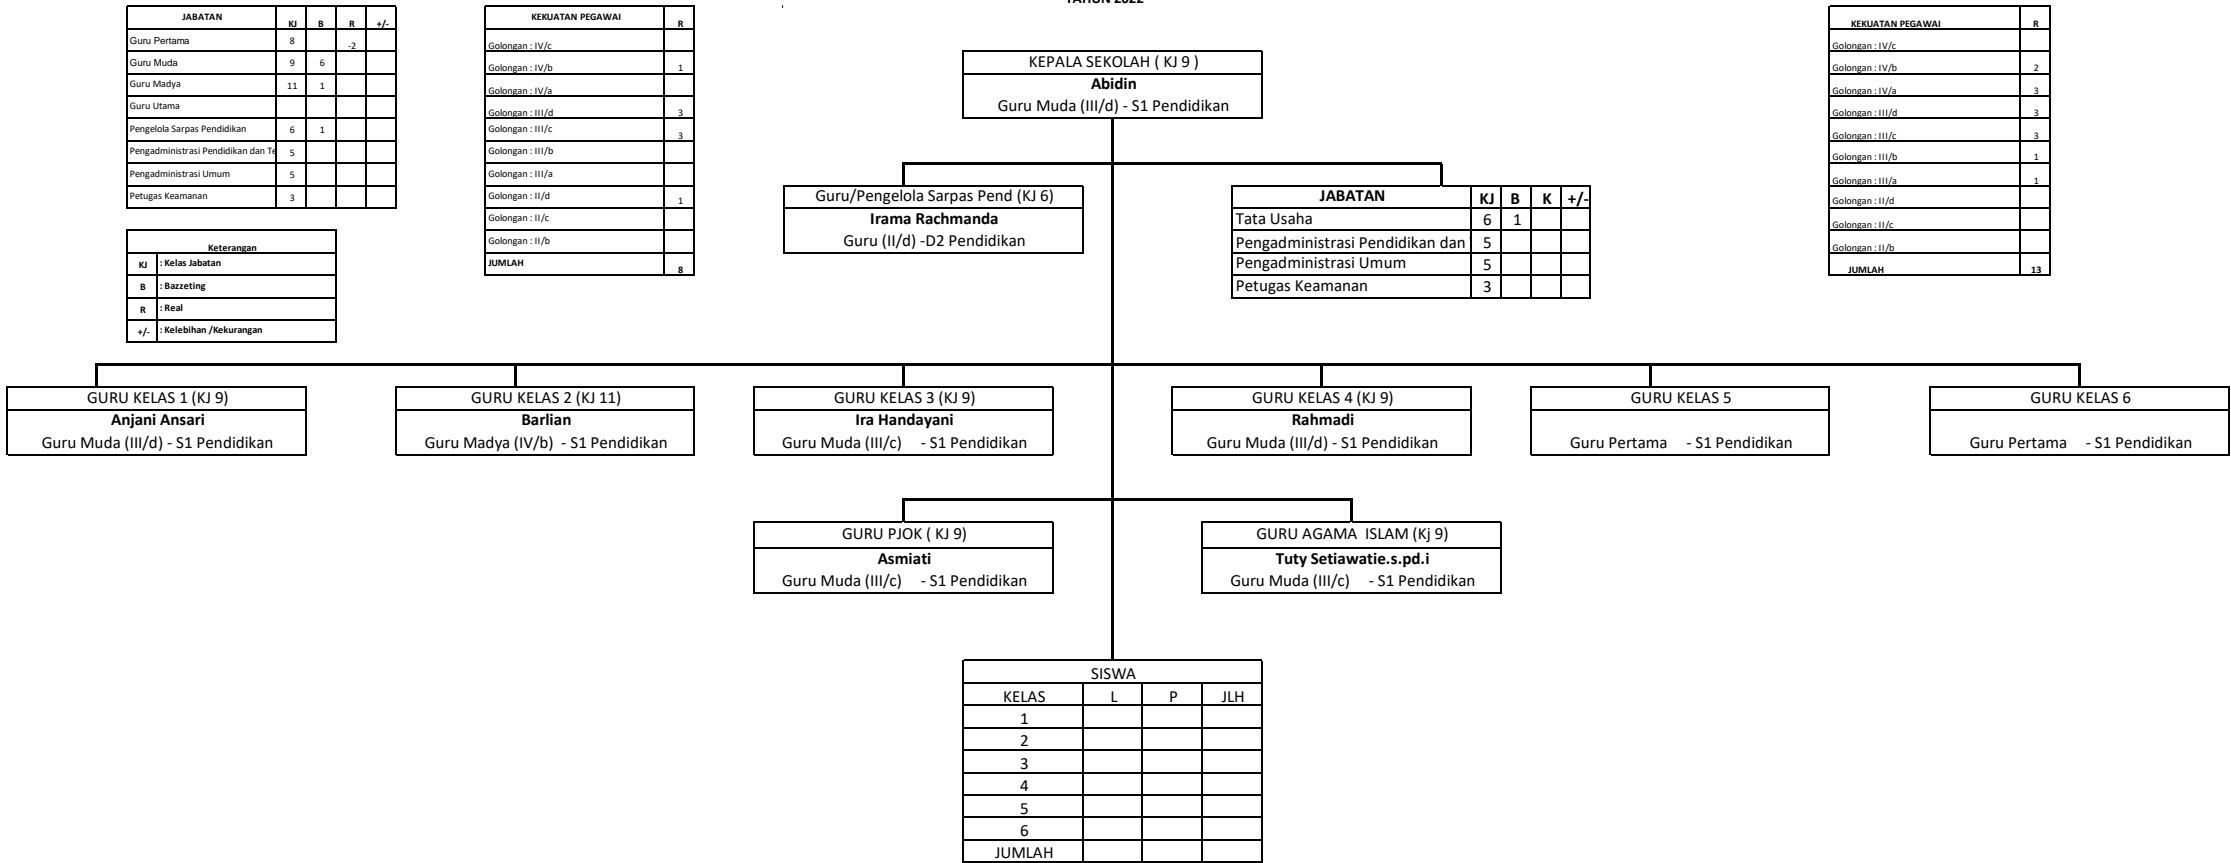 TAHUN 2022
JABATAN KJ B R +/-
Guru Pertama 8 -2
Guru Muda 9 6
Guru Madya 11 1
Guru Utama
Pengelola Sarpas Pendidikan 6 1
Pengadministrasi Pendidikan dan Te 5
Pengadministrasi Umum 5
Petugas Keamanan 3
Keterangan
KJ : Kelas Jabatan
B : Bazzeting
R : Real
+/- : Kelebihan /Kekurangan
KEKUATAN PEGAWAI R
Golongan : IV/c
Golongan : IV/b 1
Golongan : IV/a
Golongan : III/d 3
Golongan : III/c 3
Golongan : III/b
Golongan : III/a
Golongan : II/d 1
Golongan : II/c
Golongan : II/b
JUMLAH 8
KEPALA SEKOLAH ( KJ 9 )
Abidin
Guru Muda (III/d) - S1 Pendidikan
KEKUATAN PEGAWAI R
Golongan : IV/c
Golongan : IV/b 2
Golongan : IV/a 3
Golongan : III/d 3
Golongan : III/c 3
Golongan : III/b 1
Golongan : III/a 1
Golongan : II/d
Golongan : II/c
Golongan : II/b
JUMLAH 13
Guru/Pengelola Sarpas Pend (KJ 6)
Irama Rachmanda
Guru (II/d) -D2 Pendidikan
JABATAN KJ B K +/-
Tata Usaha 6 1
Pengadministrasi Pendidikan dan 5
Pengadministrasi Umum 5
Petugas Keamanan 3
GURU KELAS 1 (KJ 9)
Anjani Ansari
Guru Muda (III/d) - S1 Pendidikan
GURU KELAS 2 (KJ 11)
Barlian
Guru Madya (IV/b) - S1 Pendidikan
GURU KELAS 3 (KJ 9)
Ira Handayani
Guru Muda (III/c) - S1 Pendidikan
GURU KELAS 4 (KJ 9)
Rahmadi
Guru Muda (III/d) - S1 Pendidikan
GURU KELAS 5
Guru Pertama - S1 Pendidikan
GURU KELAS 6
Guru Pertama - S1 Pendidikan
GURU PJOK ( KJ 9)
Asmiati
Guru Muda (III/c) - S1 Pendidikan
GURU AGAMA ISLAM (Kj 9)
Tuty Setiawatie.s.pd.i
Guru Muda (III/c) - S1 Pendidikan
SISWA
KELAS L P JLH
1
2
3
4
5
6
JUMLAH